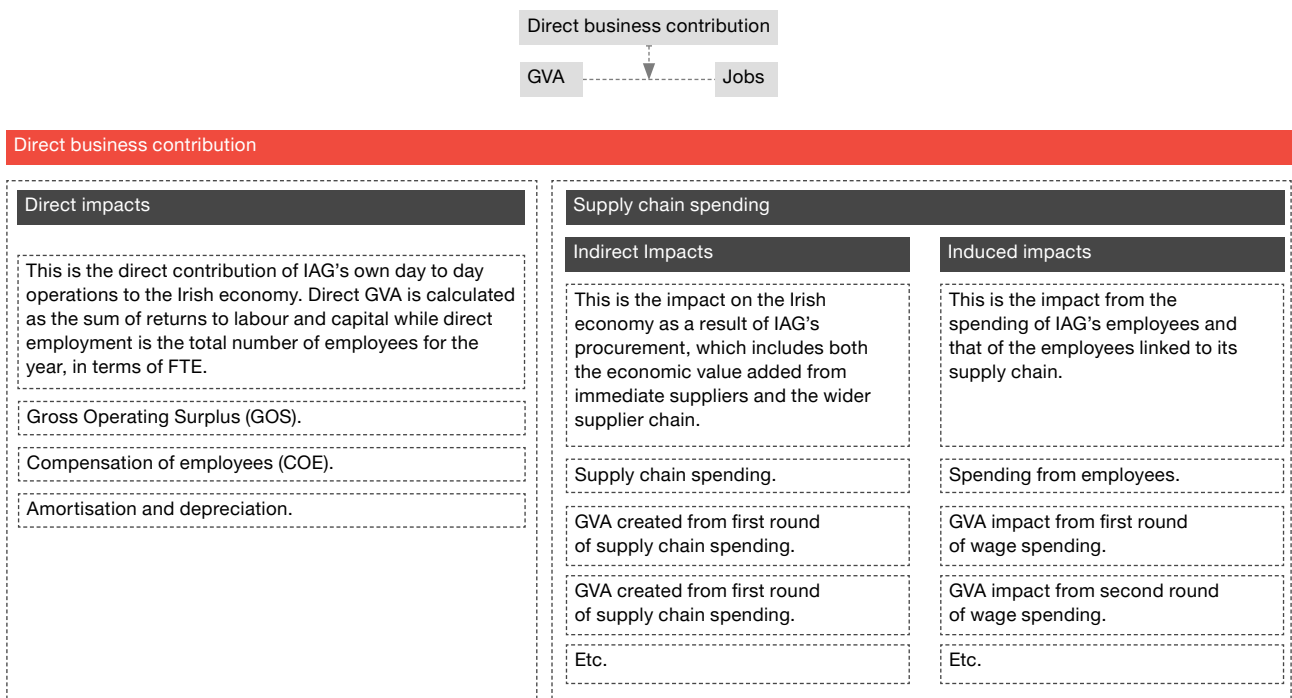 Direct business contribution
GVA
Jobs
Direct business contribution
Direct impacts
This is the direct contribution of IAG's own day to day
operations to the Irish economy. Direct GVA is calculated
as the sum of returns to labour and capital while direct
employment is the total number of employees for the
year, in terms of FTE.
Gross Operating Surplus (GOS).
Compensation of employees (COE).
Amortisation and depreciation.
Supply chain spending
Indirect Impacts
This is the impact on the Irish
economy as a result of IAG's
procurement, which includes both
the economic value added from
immediate suppliers and the wider
supplier chain.
Supply chain spending.
GVA created from first round
of supply chain spending.
GVA created from first round
of supply chain spending.
Etc.
Induced impacts
This is the impact from the
spending of IAG's employees and
that of the employees linked to its
supply chain.
Spending from employees.
GVA impact from first round
of wage spending.
GVA impact from second round
of wage spending.
Etc.